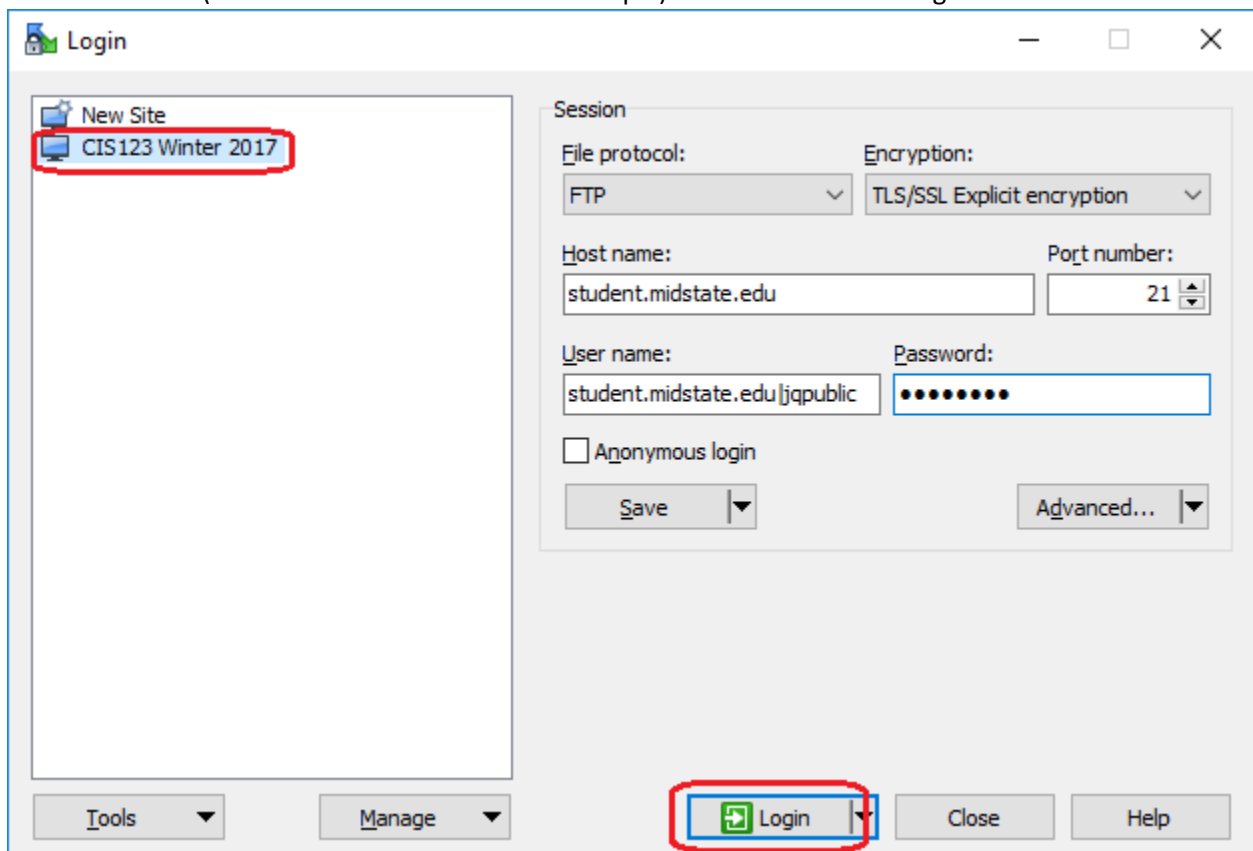 Login
New Site
CIS123 Winter 2017
Session
File protocol:
Encryption:
FTP
TLS/SSL Explicit encryption
Host name:
Port number:
student.midstate.edu
21
User name:
Password:
student.midstate.edu|jqpublic
••••••••
Anonymous login
Save
Advanced...
Tools
Manage
Login
Close
Help